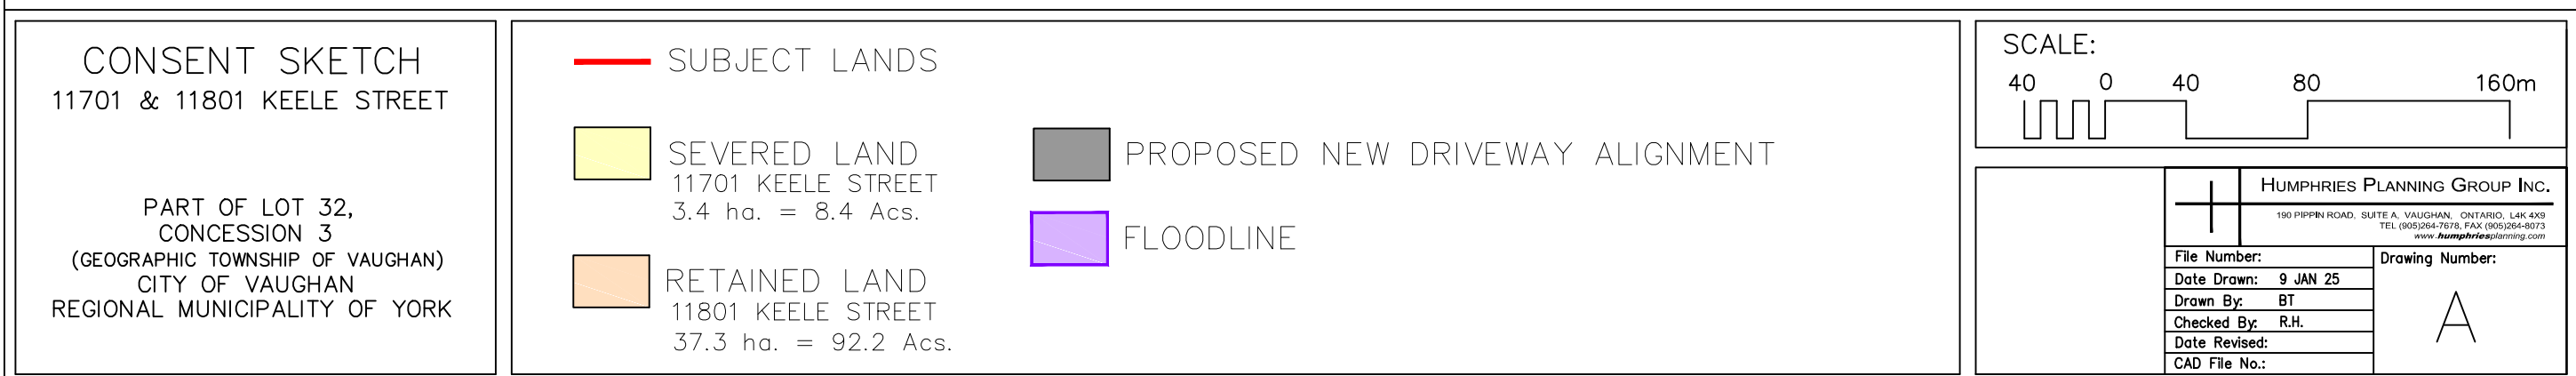 CONSENT SKETCH
11701 & 11801 KEELE STREET
PART OF LOT 32,
CONCESSION 3
(GEOGRAPHIC TOWNSHIP OF VAUGHAN)
CITY OF VAUGHAN
REGIONAL MUNICIPALITY OF YORK
SUBJECT LANDS
SEVERED LAND
11701 KEELE STREET
3.4 ha. = 8.4 Acs.
RETAINED LAND
11801 KEELE STREET
37.3 ha. = 92.2 Acs.
PROPOSED NEW DRIVEWAY ALIGNMENT
FLOODLINE
SCALE:
40 0 40 80 160m
HUMPHRIES PLANNING GROUP INC.
190 PIPPIN ROAD, SUITE A, VAUGHAN, ONTARIO, L4K 4X9
TEL (905)264-7678, FAX (905)264-8073
www.humphriesplanning.com
File Number:
Date Drawn: 9 JAN 25
Drawn By: BT
Checked By: R.H.
Date Revised:
CAD File No.:
Drawing Number:
A